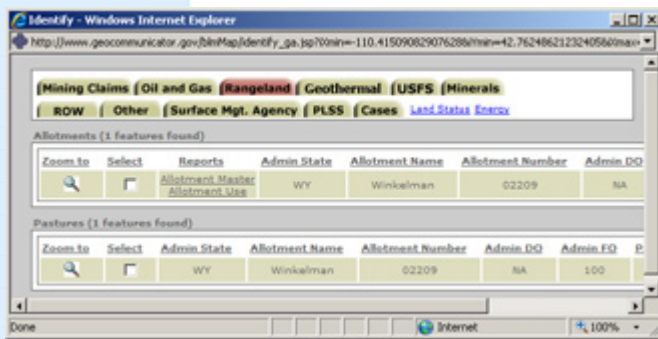 Identify - Windows Internet Explorer
http://www.geocommunicator.gov/blmMap/identify_ga.jsp?Xmin=-110.41509082907628&Ymin=42.76248621232405&Xmax=
Mining Claims Oil and Gas Rangeland Geothermal USFS Minerals
ROW Other Surface Mgt. Agency PLSS Cases Land Status Energy
Allotments (1 features found)
Zoom to Select Reports Admin State Allotment Name Allotment Number Admin DO
Allotment Master
Allotment Use WY Winkelman 02209 NA
Pastures (1 features found)
Zoom to Select Admin State Allotment Name Allotment Number Admin DO Admin FO P
WY Winkelman 02209 NA 100
Done Internet 100%